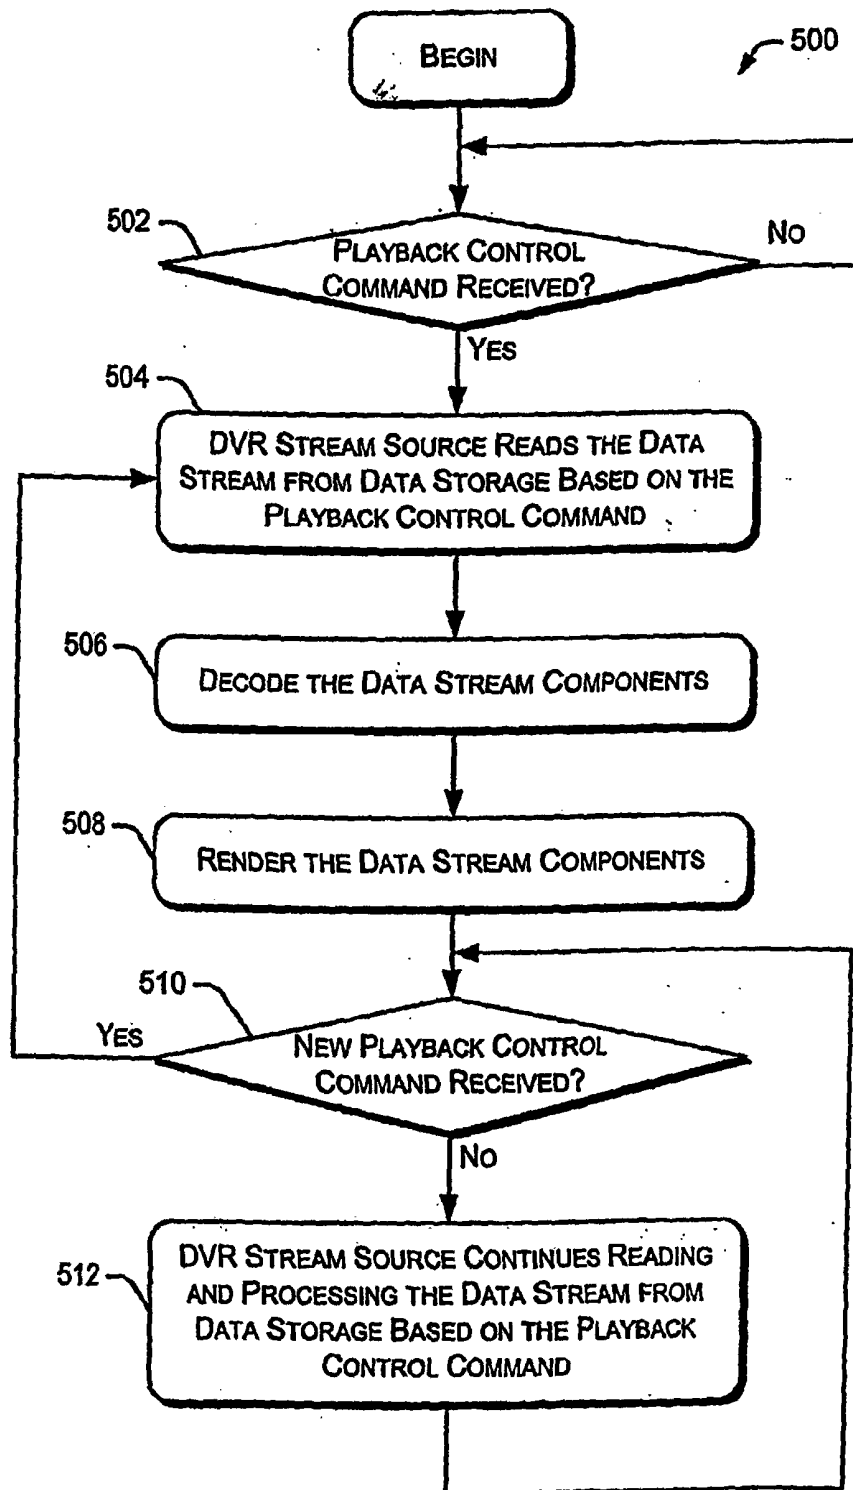 BEGIN
500
502
PLAYBACK CONTROL
COMMAND RECEIVED?
NO
YES
504
DVR STREAM SOURCE READS THE DATA
STREAM FROM DATA STORAGE BASED ON THE
PLAYBACK CONTROL COMMAND
506
DECODE THE DATA STREAM COMPONENTS
508
RENDER THE DATA STREAM COMPONENTS
510
YES
NEW PLAYBACK CONTROL
COMMAND RECEIVED?
NO
512
DVR STREAM SOURCE CONTINUES READING
AND PROCESSING THE DATA STREAM FROM
DATA STORAGE BASED ON THE PLAYBACK
CONTROL COMMAND